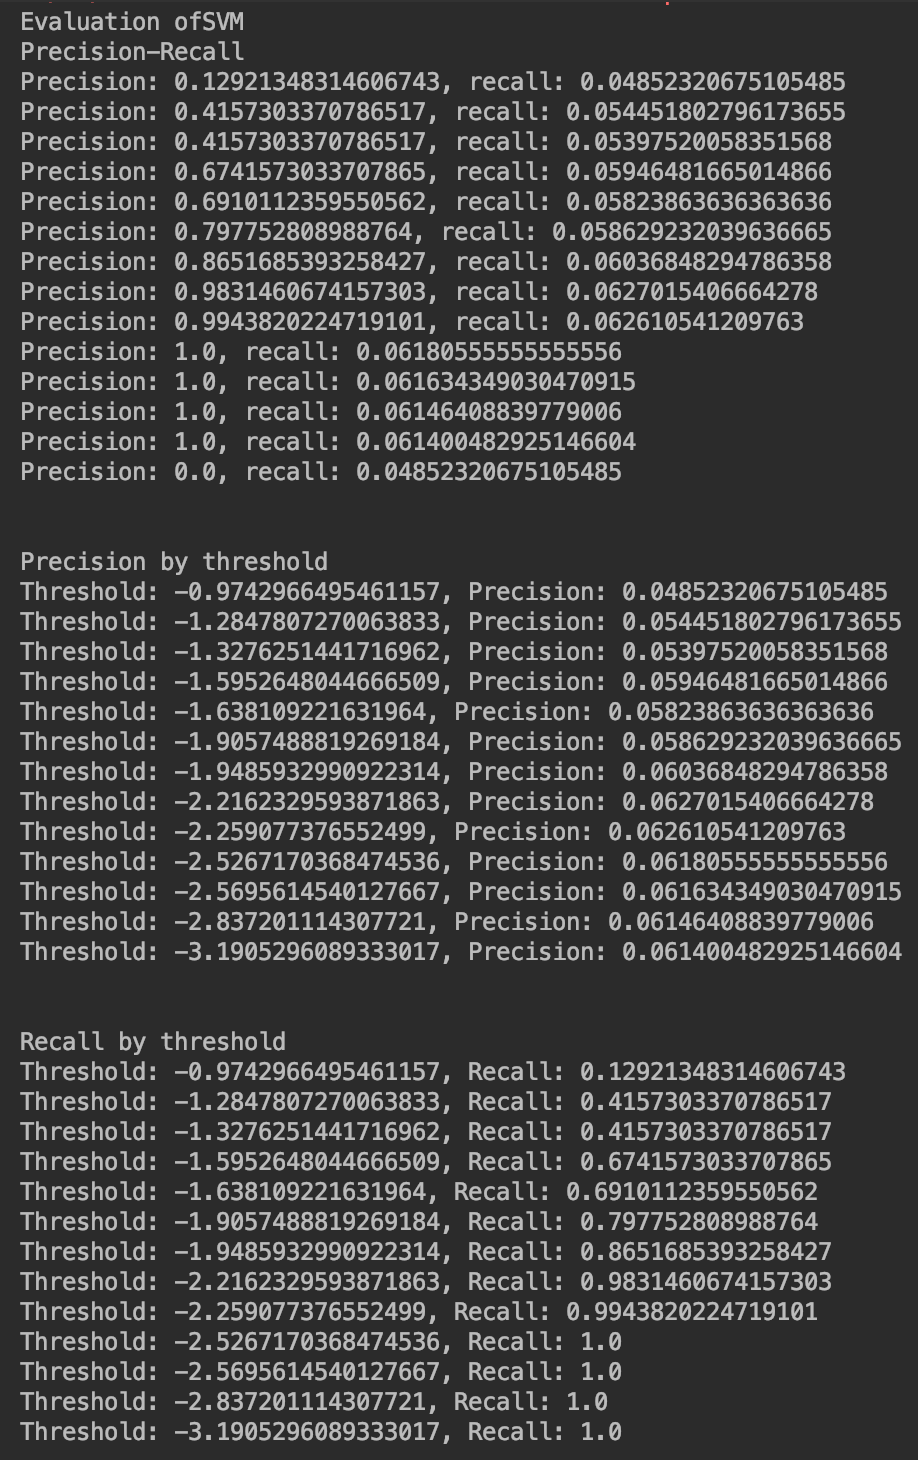 Evaluation ofSVM
Precision-Recall
Precision: 0.12921348314606743, recall: 0.04852320675105485
Precision: 0.4157303370786517, recall: 0.054451802796173655
Precision: 0.4157303370786517, recall: 0.05397520058351568
Precision: 0.6741573033707865, recall: 0.05946481665014866
Precision: 0.6910112359550562, recall: 0.05823863636363636
Precision: 0.797752808988764, recall: 0.058629232039636665
Precision: 0.8651685393258427, recall: 0.06036848294786358
Precision: 0.9831460674157303, recall: 0.0627015406664278
Precision: 0.9943820224719101, recall: 0.062610541209763
Precision: 1.0, recall: 0.06180555555555556
Precision: 1.0, recall: 0.061634349030470915
Precision: 1.0, recall: 0.06146408839779006
Precision: 1.0, recall: 0.061400482925146604
Precision: 0.0, recall: 0.04852320675105485
Precision by threshold
Threshold: -0.9742966495461157, Precision: 0.04852320675105485
Threshold: -1.2847807270063833, Precision: 0.054451802796173655
Threshold: -1.3276251441716962, Precision: 0.05397520058351568
Threshold: -1.5952648044666509, Precision: 0.05946481665014866
Threshold: -1.638109221631964, Precision: 0.05823863636363636
Threshold: -1.9057488819269184, Precision: 0.058629232039636665
Threshold: -1.9485932990922314, Precision: 0.06036848294786358
Threshold: -2.2162329593871863, Precision: 0.0627015406664278
Threshold: -2.259077376552499, Precision: 0.062610541209763
Threshold: -2.5267170368474536, Precision: 0.06180555555555556
Threshold: -2.5695614540127667, Precision: 0.061634349030470915
Threshold: -2.837201114307721, Precision: 0.06146408839779006
Threshold: -3.1905296089333017, Precision: 0.061400482925146604
Recall by threshold
Threshold: -0.9742966495461157, Recall: 0.12921348314606743
Threshold: -1.2847807270063833, Recall: 0.4157303370786517
Threshold: -1.3276251441716962, Recall: 0.4157303370786517
Threshold: -1.5952648044666509, Recall: 0.6741573033707865
Threshold: -1.638109221631964, Recall: 0.6910112359550562
Threshold: -1.9057488819269184, Recall: 0.797752808988764
Threshold: -1.9485932990922314, Recall: 0.8651685393258427
Threshold: -2.2162329593871863, Recall: 0.9831460674157303
Threshold: -2.259077376552499, Recall: 0.9943820224719101
Threshold: -2.5267170368474536, Recall: 1.0
Threshold: -2.5695614540127667, Recall: 1.0
Threshold: -2.837201114307721, Recall: 1.0
Threshold: -3.1905296089333017, Recall: 1.0